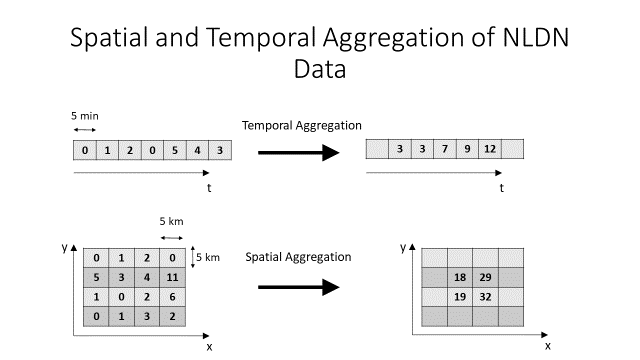 Spatial and Temporal Aggregation of NLDN
Data
5 min
Temporal Aggregation
0 1 2 0 5 4 3
3 3 7 9 12
t
t
5 km
y
y
0 1 2 0
5 km
Spatial Aggregation
5 3 4 11
18 29
1 0 2 6
19 32
0 1 3 2
x
x